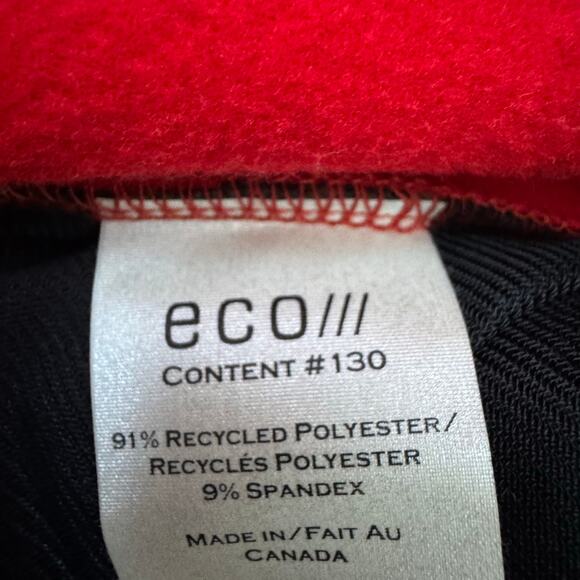 eco///
CONTENT #130
91% RECYCLED POLYESTER/
RECYCLÉS POLYESTER
9% SPANDEX
MADE IN/FAIT AU
CANADA